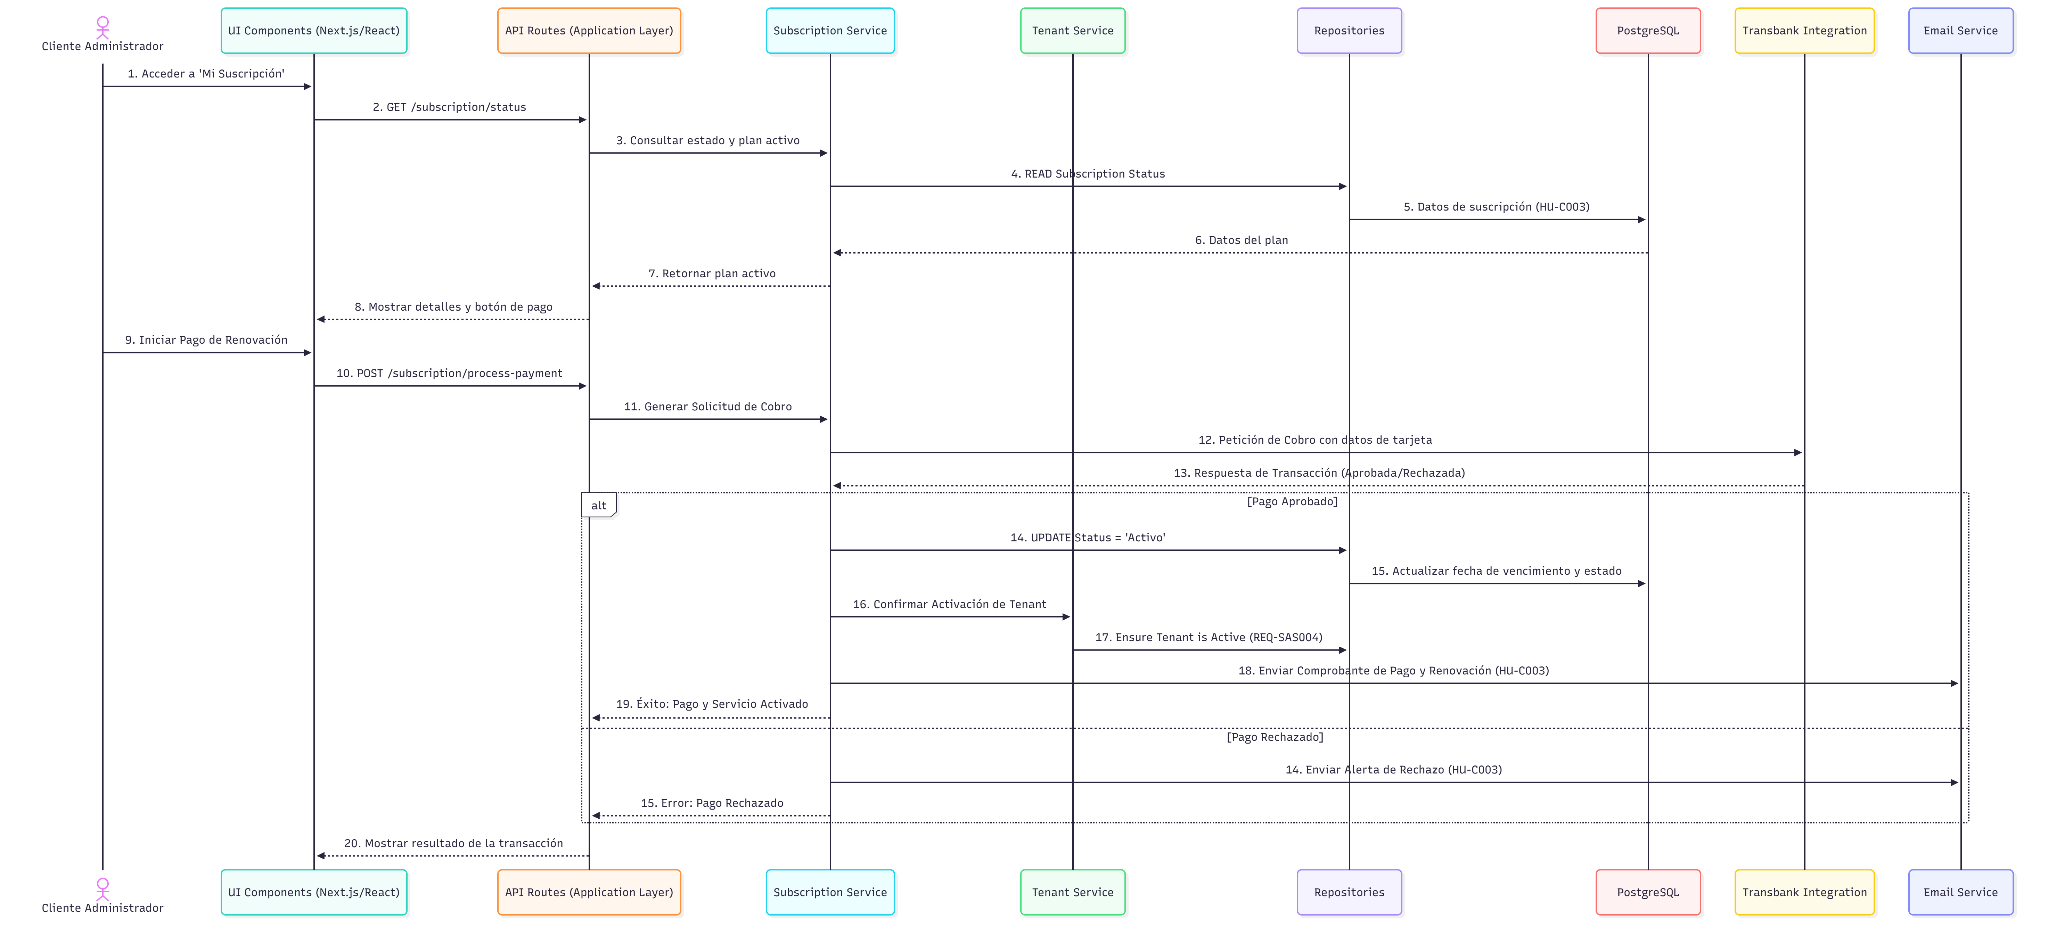 Cliente Administrador
UI Components (Next.js/React)
API Routes (Application Layer)
Subscription Service
Tenant Service
Repositories
PostgreSQL
Transbank Integration
Email Service
1. Acceder a 'Mi Suscripción'
2. GET /subscription/status
3. Consultar estado y plan activo
4. READ Subscription Status
5. Datos de suscripción (HU-C003)
6. Datos del plan
7. Retornar plan activo
8. Mostrar detalles y botón de pago
9. Iniciar Pago de Renovación
10. POST /subscription/process-payment
11. Generar Solicitud de Cobro
12. Petición de Cobro con datos de tarjeta
13. Respuesta de Transacción (Aprobada/Rechazada)
alt
[Pago Aprobado]
14. UPDATE Status = 'Activo'
15. Actualizar fecha de vencimiento y estado
16. Confirmar Activación de Tenant
17. Ensure Tenant is Active (REQ-SAS004)
18. Enviar Comprobante de Pago y Renovación (HU-C003)
19. Éxito: Pago y Servicio Activado
[Pago Rechazado]
14. Enviar Alerta de Rechazo (HU-C003)
15. Error: Pago Rechazado
20. Mostrar resultado de la transacción
Cliente Administrador
UI Components (Next.js/React)
API Routes (Application Layer)
Subscription Service
Tenant Service
Repositories
PostgreSQL
Transbank Integration
Email Service